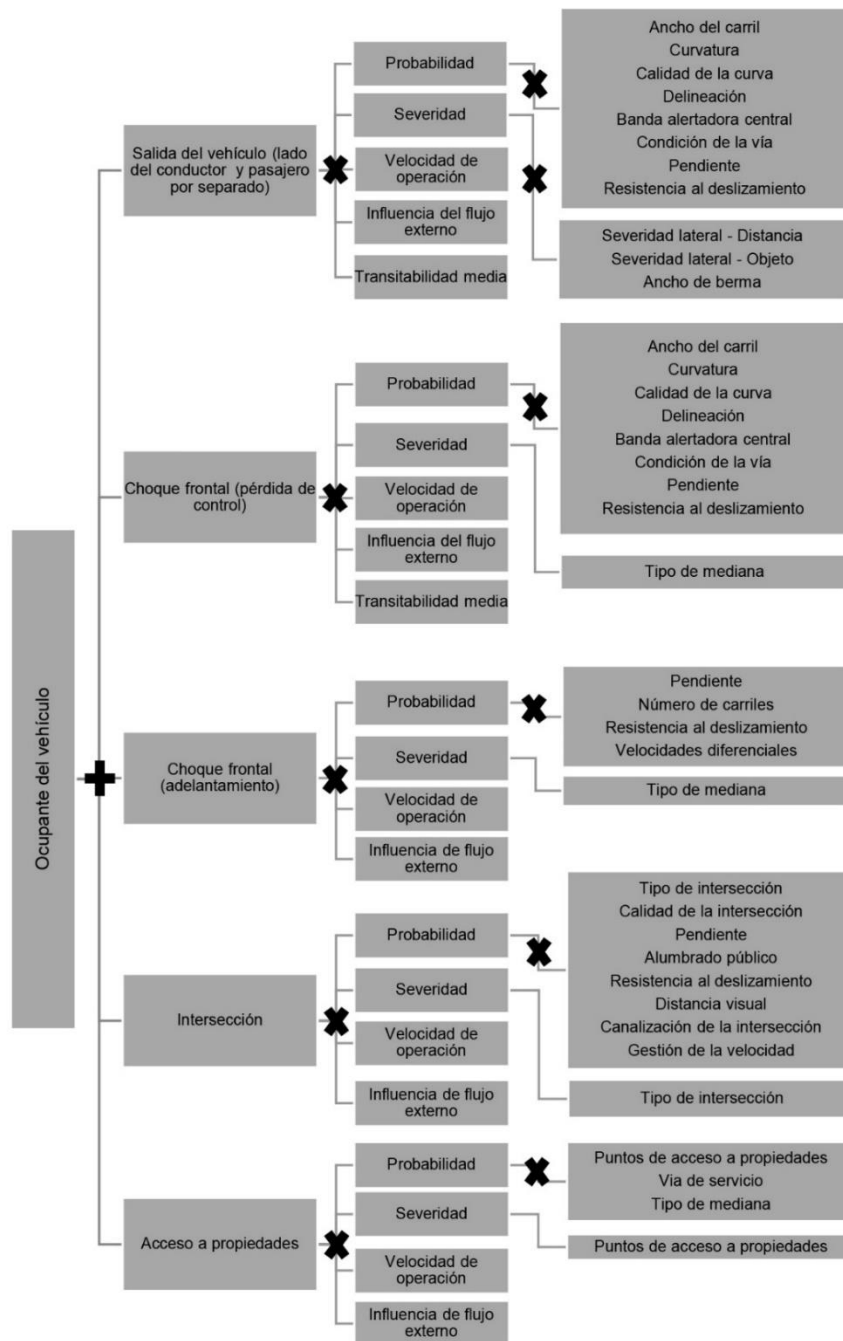 Ocupante del vehículo
Salida del vehículo (lado
del conductor y pasajero
por separado)
Probabilidad
Severidad
Velocidad de
operación
Influencia del flujo
externo
Transitabilidad media
Ancho del carril
Curvatura
Calidad de la curva
Delineación
Banda alertadora central
Condición de la vía
Pendiente
Resistencia al deslizamiento
Severidad lateral - Distancia
Severidad lateral - Objeto
Ancho de berma
Choque frontal (pérdida de
control)
Probabilidad
Severidad
Velocidad de
operación
Influencia del flujo
externo
Transitabilidad media
Ancho del carril
Curvatura
Calidad de la curva
Delineación
Banda alertadora central
Condición de la vía
Pendiente
Resistencia al deslizamiento
Tipo de mediana
Choque frontal
(adelantamiento)
Probabilidad
Severidad
Velocidad de
operación
Influencia de flujo
externo
Pendiente
Número de carriles
Resistencia al deslizamiento
Velocidades diferenciales
Tipo de mediana
Intersección
Probabilidad
Severidad
Velocidad de
operación
Influencia de flujo
externo
Tipo de intersección
Calidad de la intersección
Pendiente
Alumbrado público
Resistencia al deslizamiento
Distancia visual
Canalización de la intersección
Gestión de la velocidad
Tipo de intersección
Acceso a propiedades
Probabilidad
Severidad
Velocidad de
operación
Influencia de flujo
externo
Puntos de acceso a propiedades
Via de servicio
Tipo de mediana
Puntos de acceso a propiedades